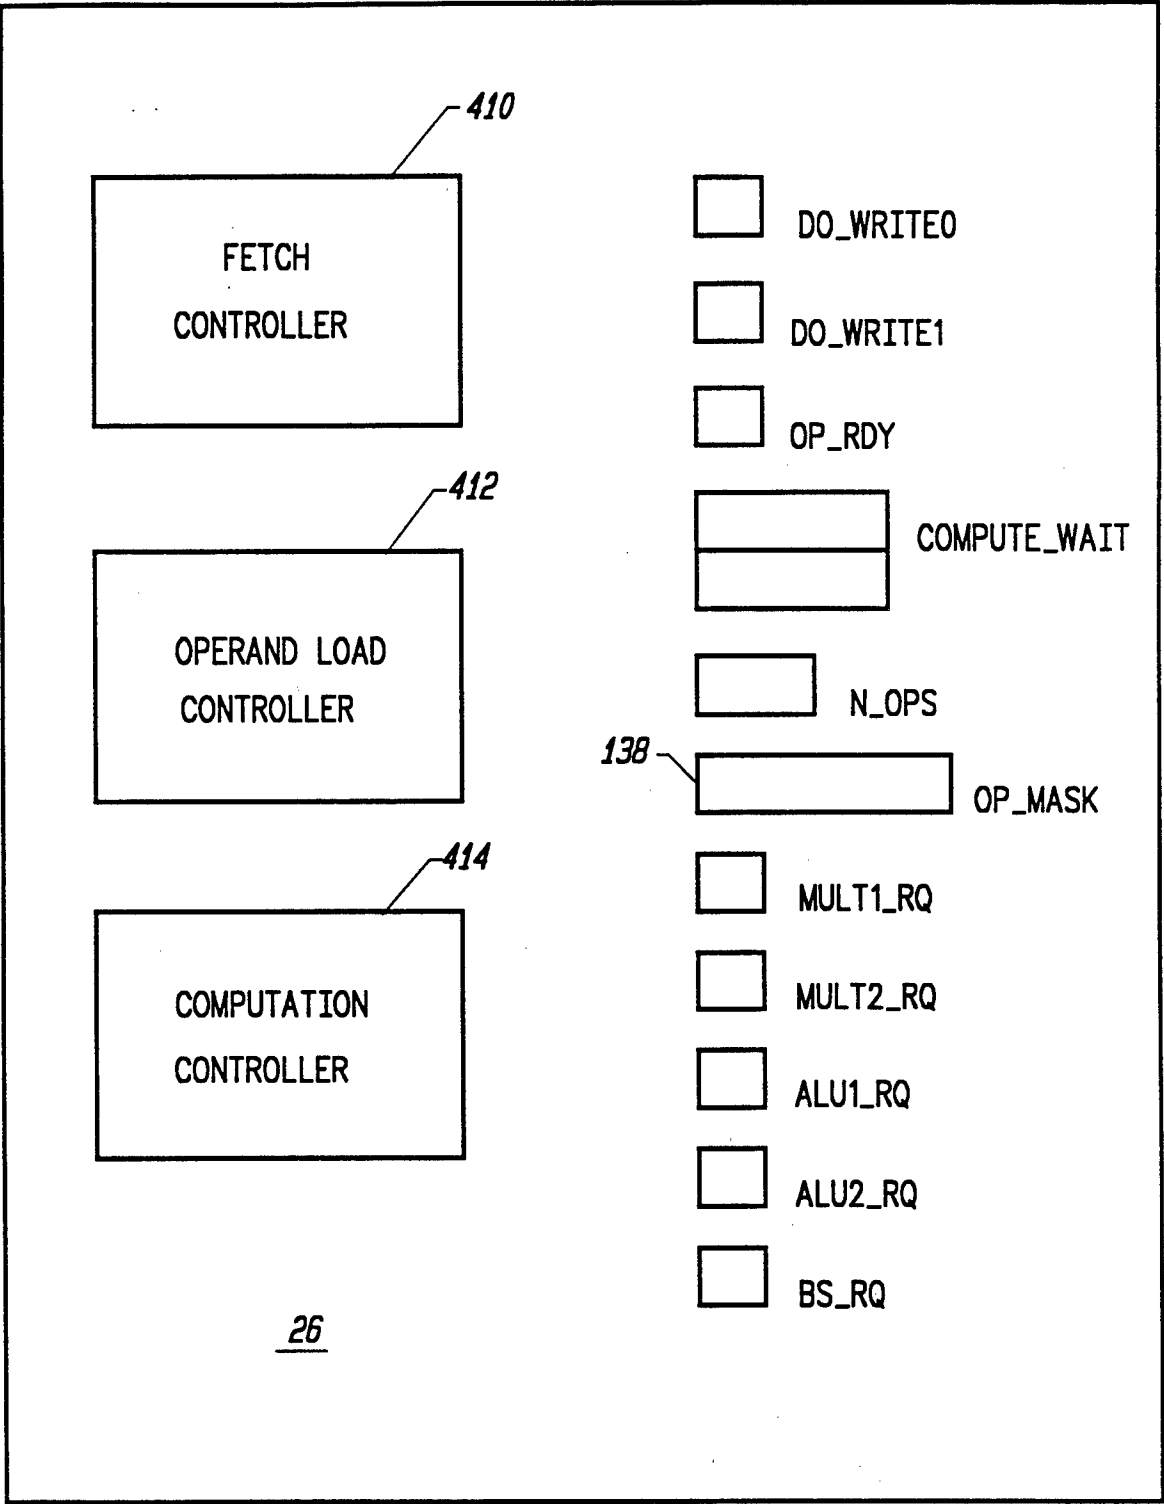 410
FETCH
CONTROLLER
412
OPERAND LOAD
CONTROLLER
414
COMPUTATION
CONTROLLER
26
DO_WRITE0
DO_WRITE1
OP_RDY
COMPUTE_WAIT
N_OPS
138
OP_MASK
MULT1_RQ
MULT2_RQ
ALU1_RQ
ALU2_RQ
BS_RQ